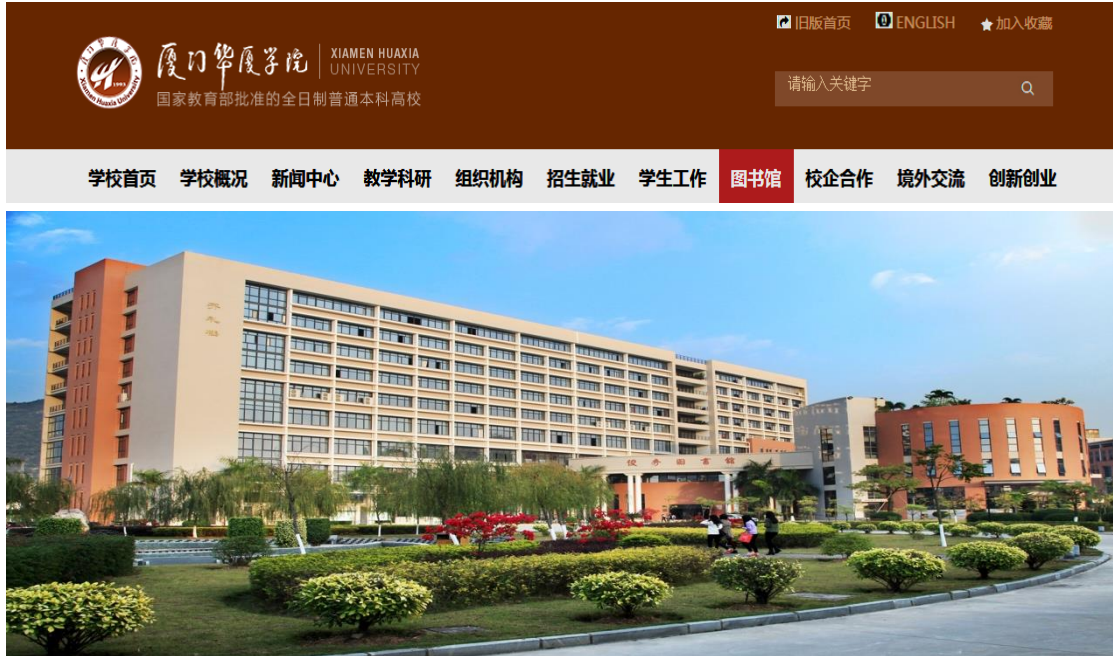 旧版首页 ENGLISH 加入收藏
厦门华厦学院 XIAMEN HUAXIA
UNIVERSITY
国家教育部批准的全日制普通本科高校
请输入关键字
学校首页 学校概况 新闻中心 教学科研 组织机构 招生就业 学生工作 图书馆 校企合作 境外交流 创新创业